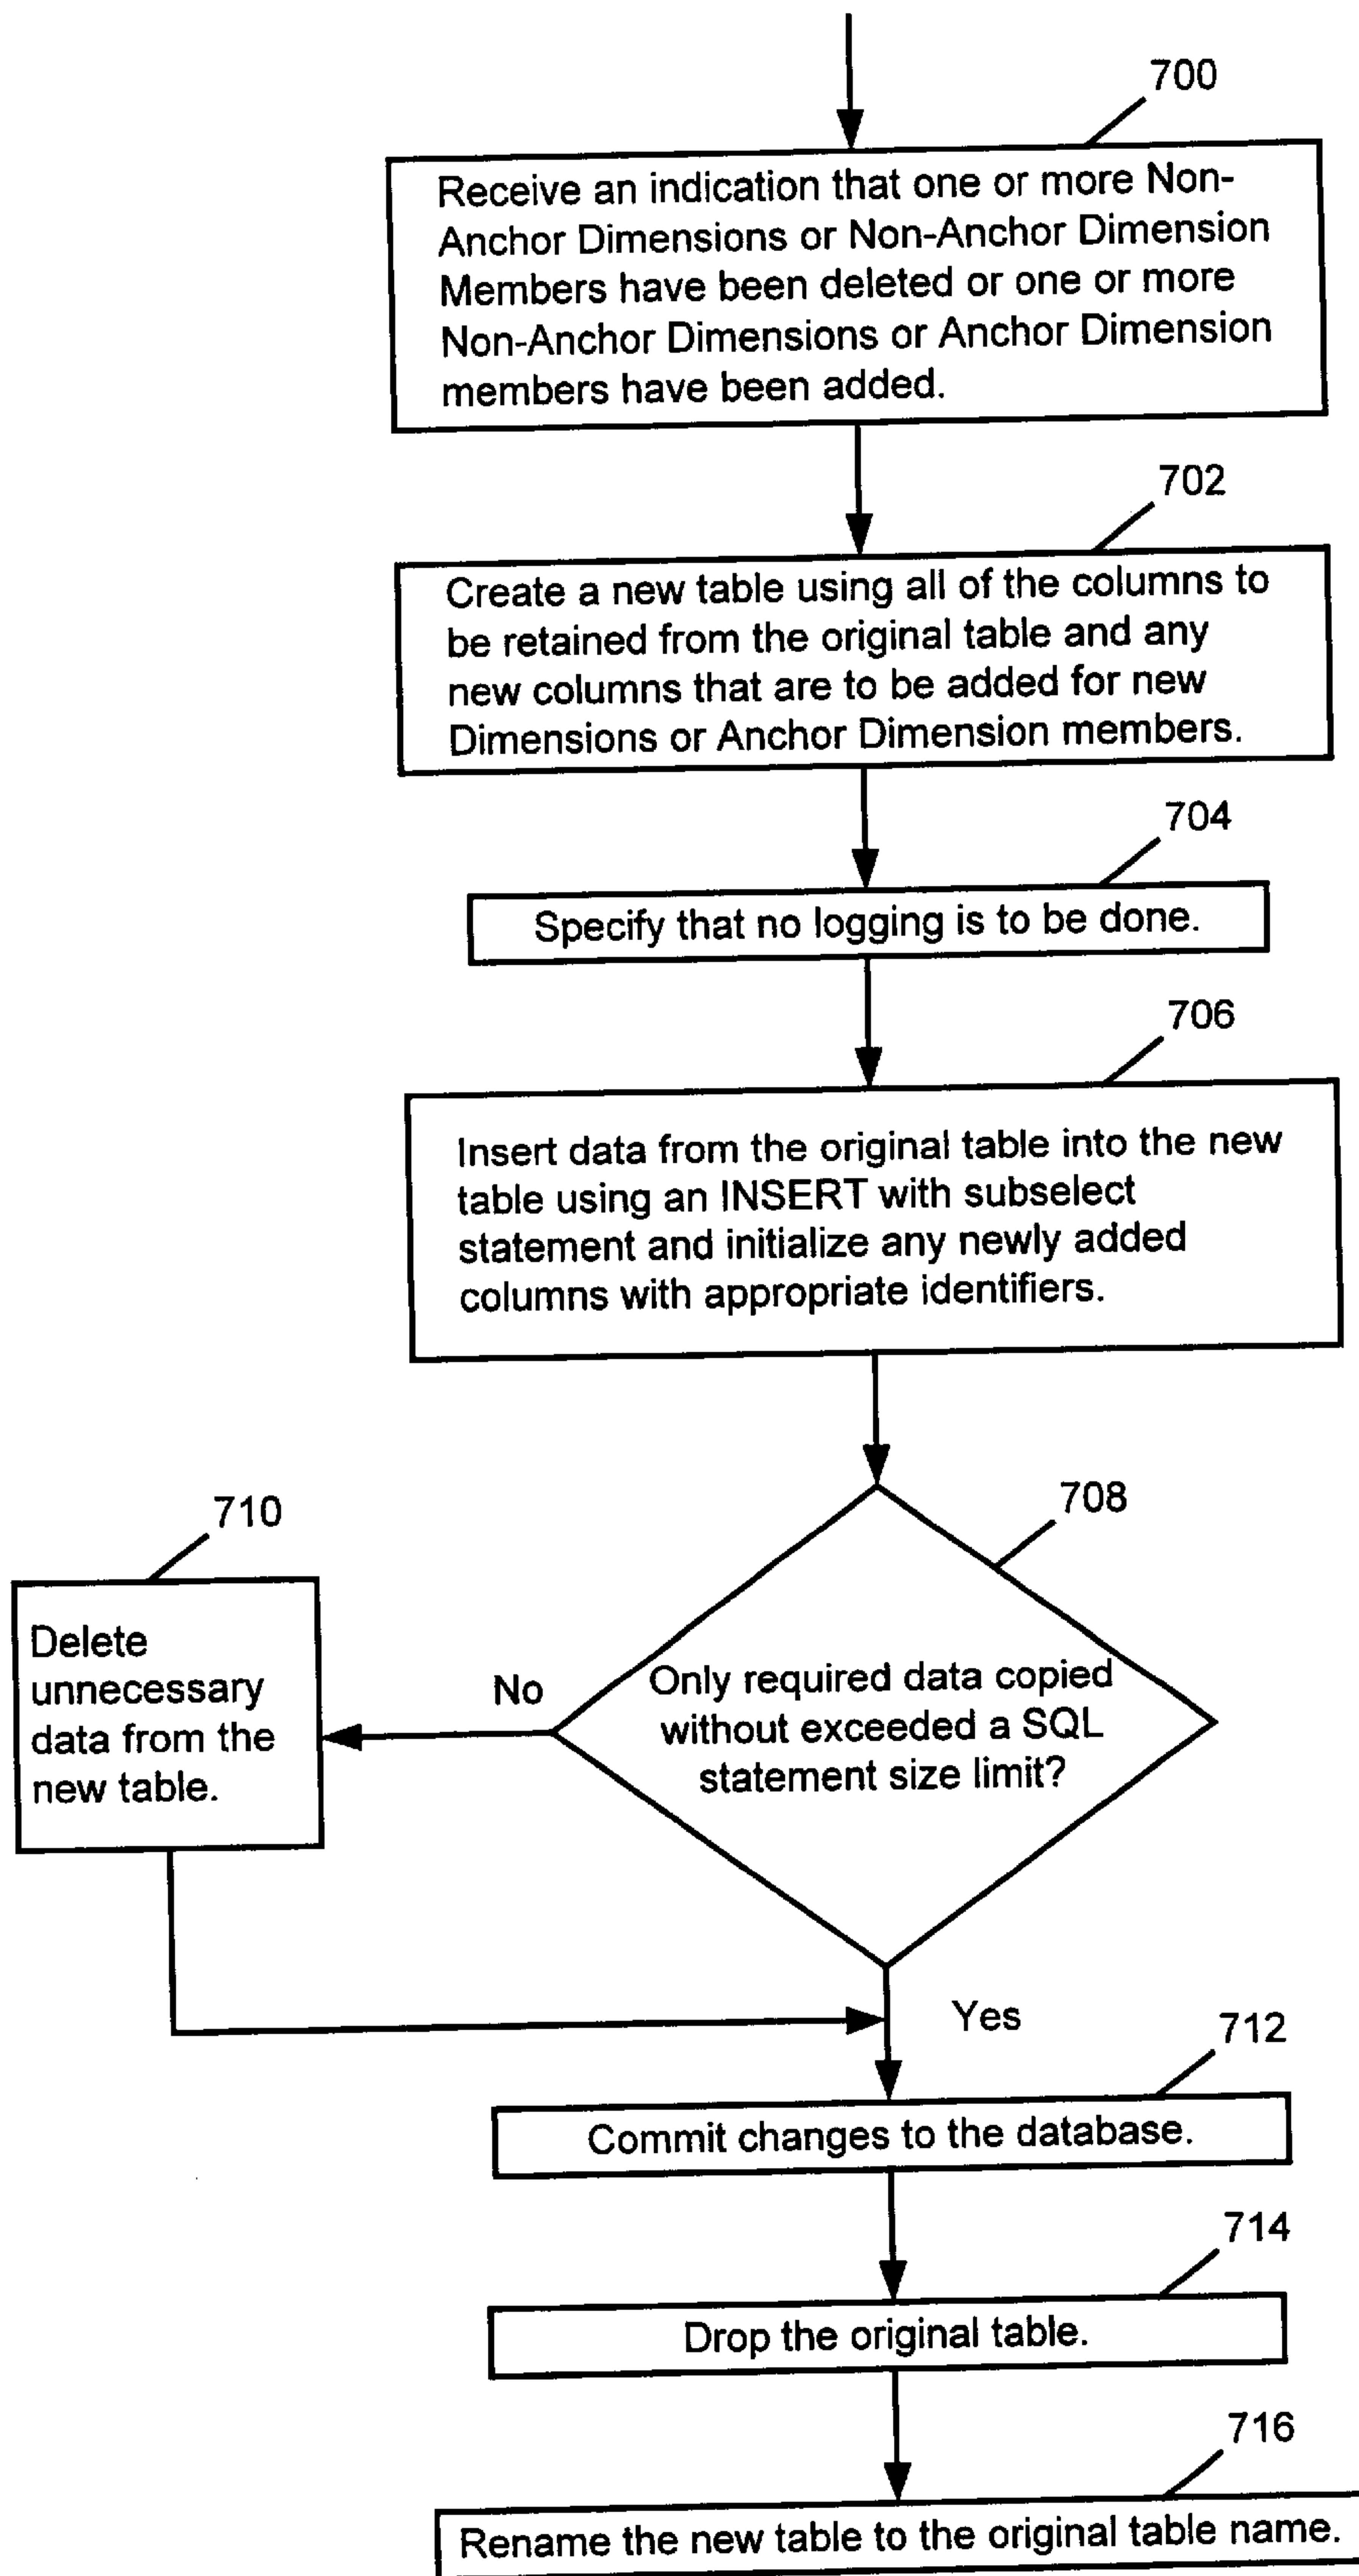 700
Receive an indication that one or more Non-
Anchor Dimensions or Non-Anchor Dimension
Members have been deleted or one or more
Non-Anchor Dimensions or Anchor Dimension
members have been added.
702
Create a new table using all of the columns to
be retained from the original table and any
new columns that are to be added for new
Dimensions or Anchor Dimension members.
704
Specify that no logging is to be done.
706
Insert data from the original table into the new
table using an INSERT with subselect
statement and initialize any newly added
columns with appropriate identifiers.
708
Only required data copied
without exceeded a SQL
statement size limit?
No
710
Delete
unnecessary
data from the
new table.
Yes
712
Commit changes to the database.
714
Drop the original table.
716
Rename the new table to the original table name.